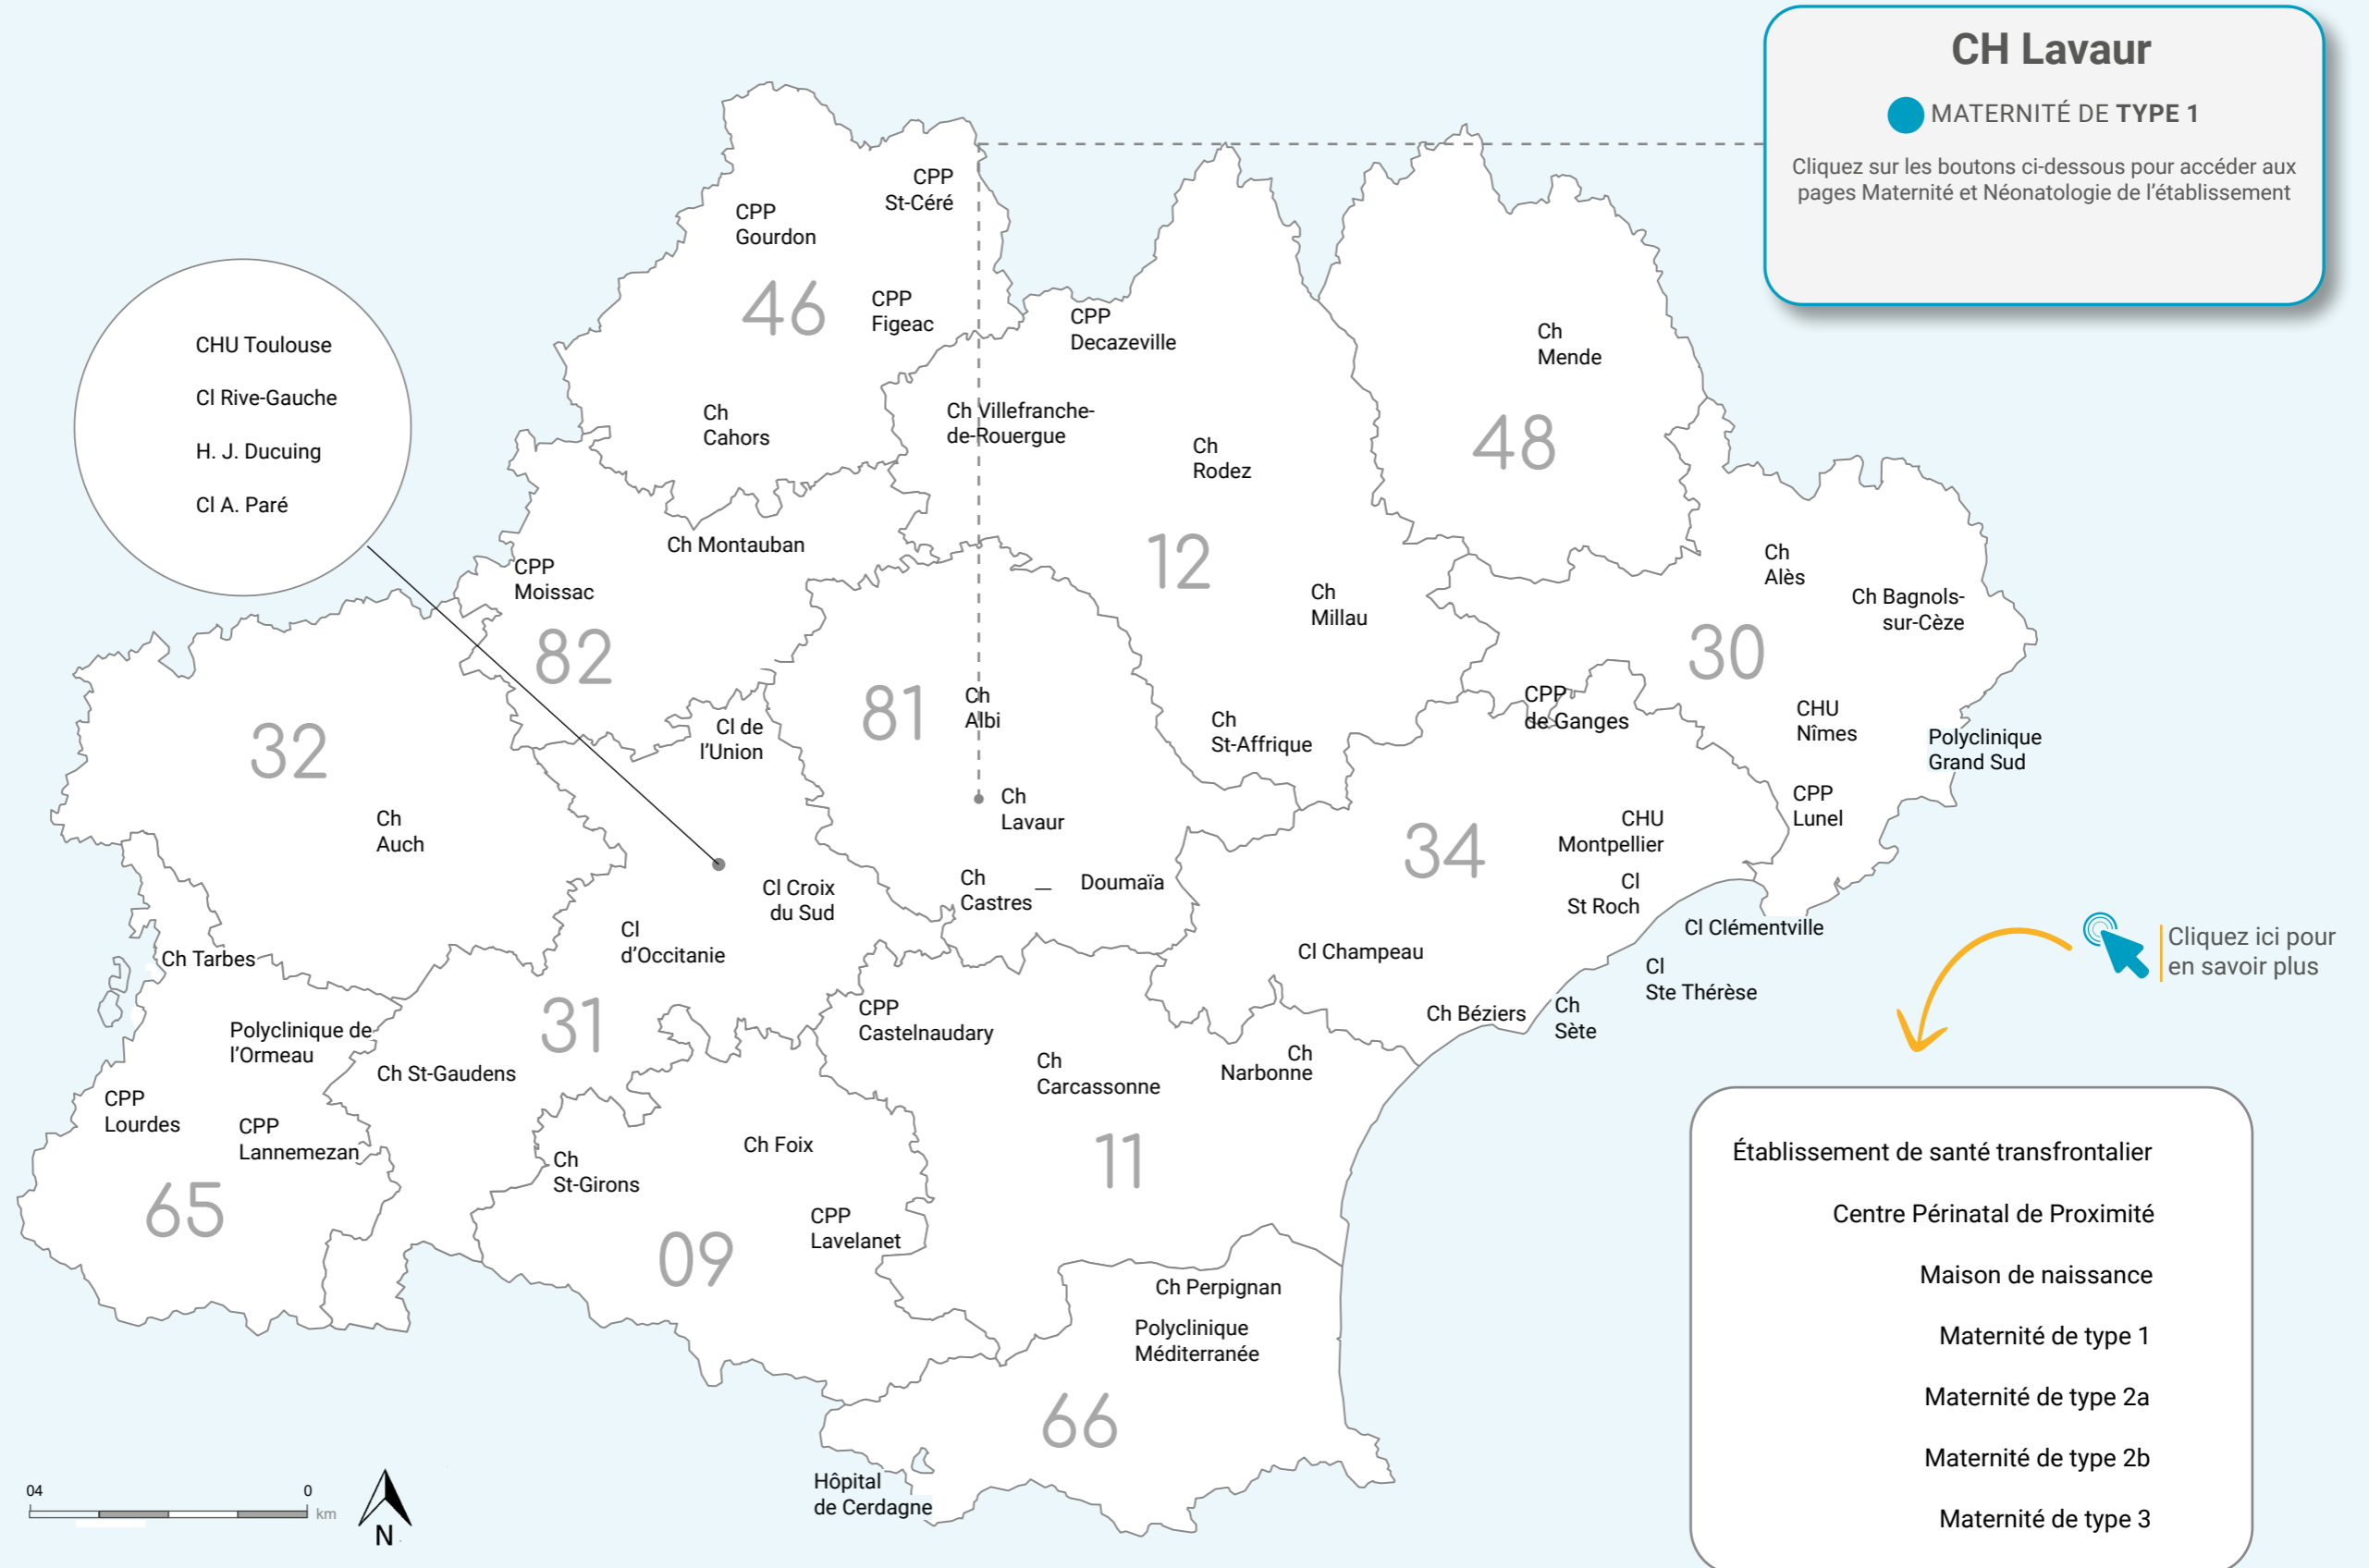 CH Lavaur
MATERNITÉ DE TYPE 1
Cliquez sur les boutons ci-dessous pour accéder aux
pages Maternité et Néonatologie de l'établissement
CPP
St-Céré
CPP
Gourdon
46
CPP
Figeac
Ch
Cahors
CPP
Decazeville
Ch Villefranche-
de-Rouergue
Ch
Rodez
12
Ch
Millau
Ch
St-Affrique
Ch
Mende
48
CHU Toulouse
Cl Rive-Gauche
H. J. Ducuing
Cl A. Paré
Ch Montauban
CPP
Moissac
82
Ch
Alès
Ch Bagnols-
sur-Cèze
30
CHU
Nîmes
Polyclinique
Grand Sud
CPP
Lunel
32
Ch
Auch
Cl de
l'Union
81
Ch
Albi
Ch
Lavaur
Ch
Castres
Doumaïa
CPP
de Ganges
34
CHU
Montpellier
Cl
St Roch
Cl Clémentville
Cl Champeau
Cl
Ste Thérèse
Ch Béziers
Ch
Sète
Cl Croix
du Sud
Cl
d'Occitanie
31
Ch St-Gaudens
Ch Tarbes
Polyclinique de
l'Ormeau
CPP
Lourdes
CPP
Lannemezan
65
Ch
St-Girons
Ch Foix
CPP
Lavelanet
09
CPP
Castelnaudary
Ch
Carcassonne
Ch
Narbonne
11
Ch Perpignan
Polyclinique
Méditerranée
66
Hôpital
de Cerdagne
Cliquez ici pour
en savoir plus
Établissement de santé transfrontalier
Centre Périnatal de Proximité
Maison de naissance
Maternité de type 1
Maternité de type 2a
Maternité de type 2b
Maternité de type 3
04 0
km
N